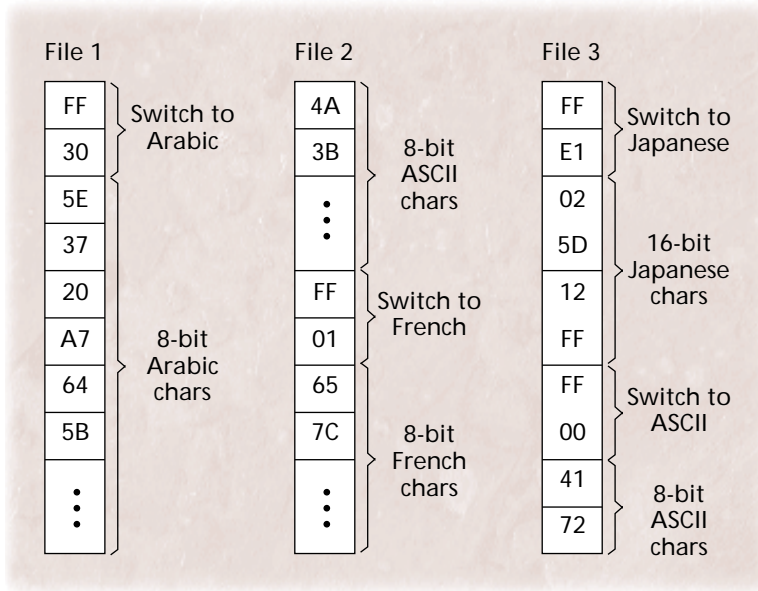 File 1
FF
30
5E
37
20
A7
64
5B
Switch to
Arabic
8-bit
Arabic
chars
File 2
4A
3B
FF
01
65
7C
8-bit
ASCII
chars
Switch to
French
8-bit
French
chars
File 3
FF
E1
02
5D
12
FF
FF
00
41
72
Switch to
Japanese
16-bit
Japanese
chars
Switch to
ASCII
8-bit
ASCII
chars